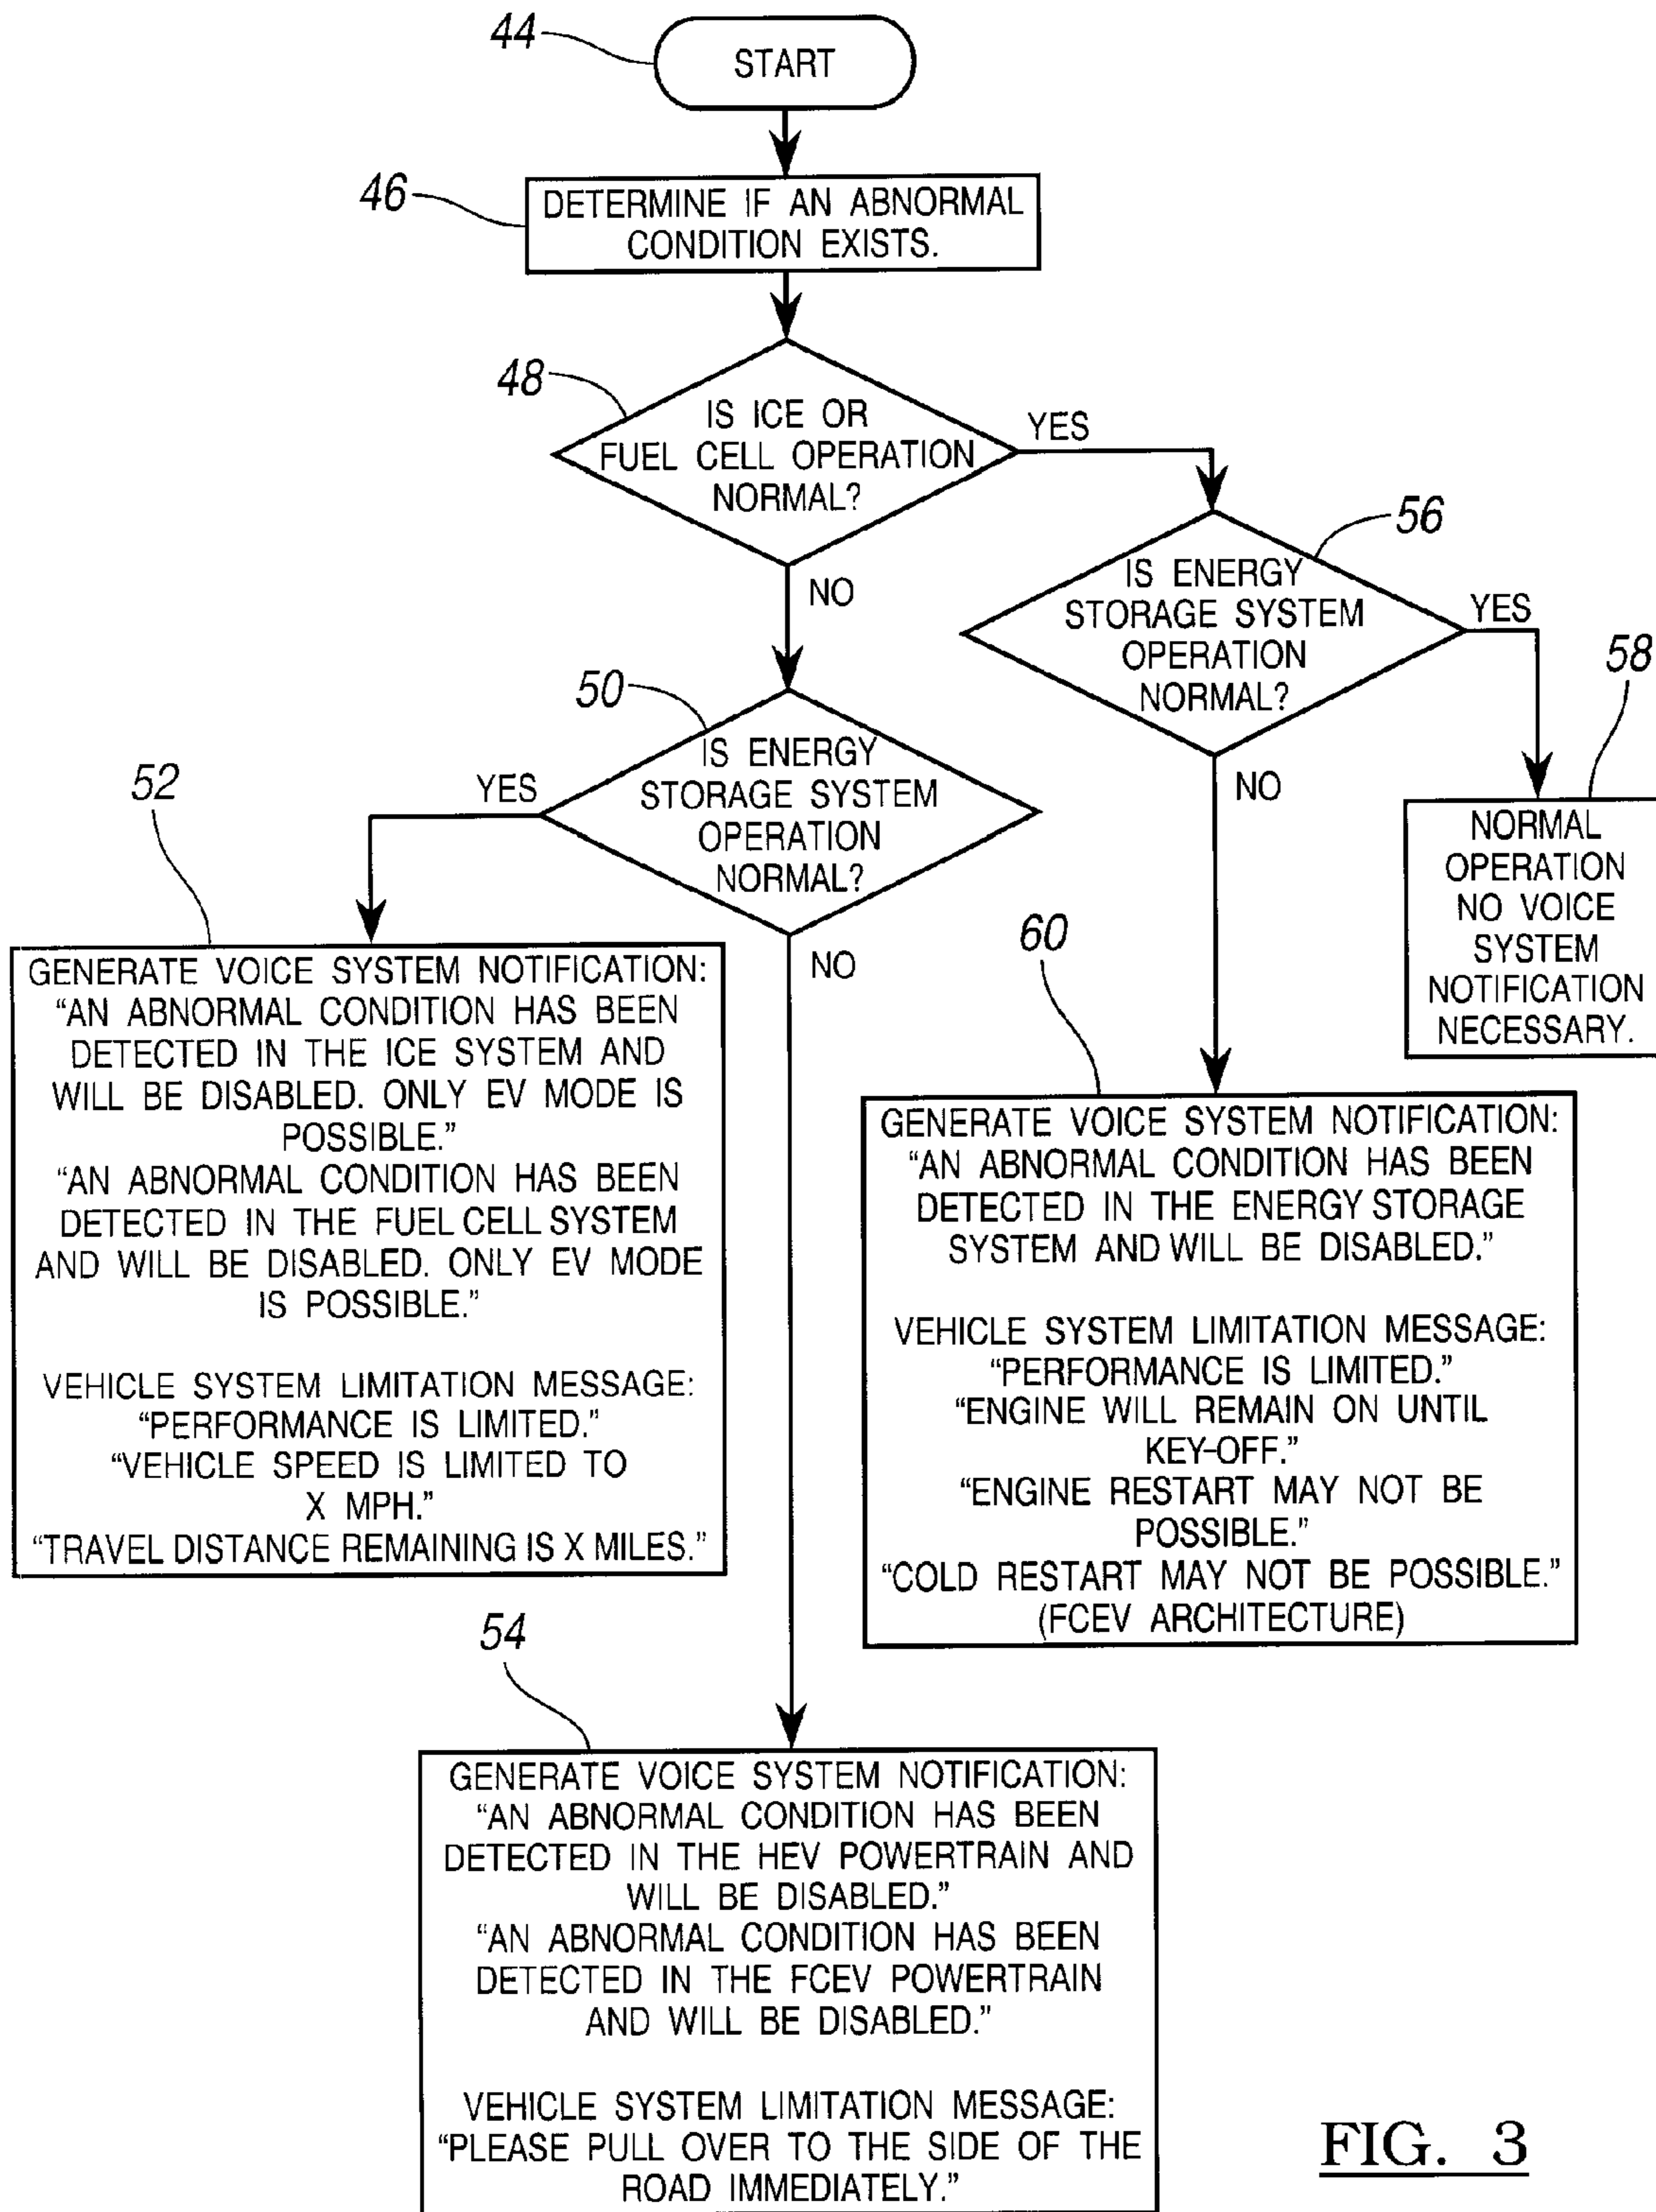 44
START
46
DETERMINE IF AN ABNORMAL
CONDITION EXISTS.
48
IS ICE OR
FUEL CELL OPERATION
NORMAL?
YES
NO
56
IS ENERGY
STORAGE SYSTEM
OPERATION
NORMAL?
YES
NO
58
NORMAL
OPERATION
NO VOICE
SYSTEM
NOTIFICATION
NECESSARY.
50
IS ENERGY
STORAGE SYSTEM
OPERATION
NORMAL?
YES
NO
52
GENERATE VOICE SYSTEM NOTIFICATION:
“AN ABNORMAL CONDITION HAS BEEN
DETECTED IN THE ICE SYSTEM AND
WILL BE DISABLED. ONLY EV MODE IS
POSSIBLE.”
“AN ABNORMAL CONDITION HAS BEEN
DETECTED IN THE FUEL CELL SYSTEM
AND WILL BE DISABLED. ONLY EV MODE
IS POSSIBLE.”
VEHICLE SYSTEM LIMITATION MESSAGE:
“PERFORMANCE IS LIMITED.”
“VEHICLE SPEED IS LIMITED TO
X MPH.”
“TRAVEL DISTANCE REMAINING IS X MILES.”
60
GENERATE VOICE SYSTEM NOTIFICATION:
“AN ABNORMAL CONDITION HAS BEEN
DETECTED IN THE ENERGY STORAGE
SYSTEM AND WILL BE DISABLED.”
VEHICLE SYSTEM LIMITATION MESSAGE:
“PERFORMANCE IS LIMITED.”
“ENGINE WILL REMAIN ON UNTIL
KEY-OFF.”
“ENGINE RESTART MAY NOT BE
POSSIBLE.”
“COLD RESTART MAY NOT BE POSSIBLE.”
(FCEV ARCHITECTURE)
54
GENERATE VOICE SYSTEM NOTIFICATION:
“AN ABNORMAL CONDITION HAS BEEN
DETECTED IN THE HEV POWERTRAIN AND
WILL BE DISABLED.”
“AN ABNORMAL CONDITION HAS BEEN
DETECTED IN THE FCEV POWERTRAIN
AND WILL BE DISABLED.”
VEHICLE SYSTEM LIMITATION MESSAGE:
“PLEASE PULL OVER TO THE SIDE OF THE
ROAD IMMEDIATELY.”
FIG. 3